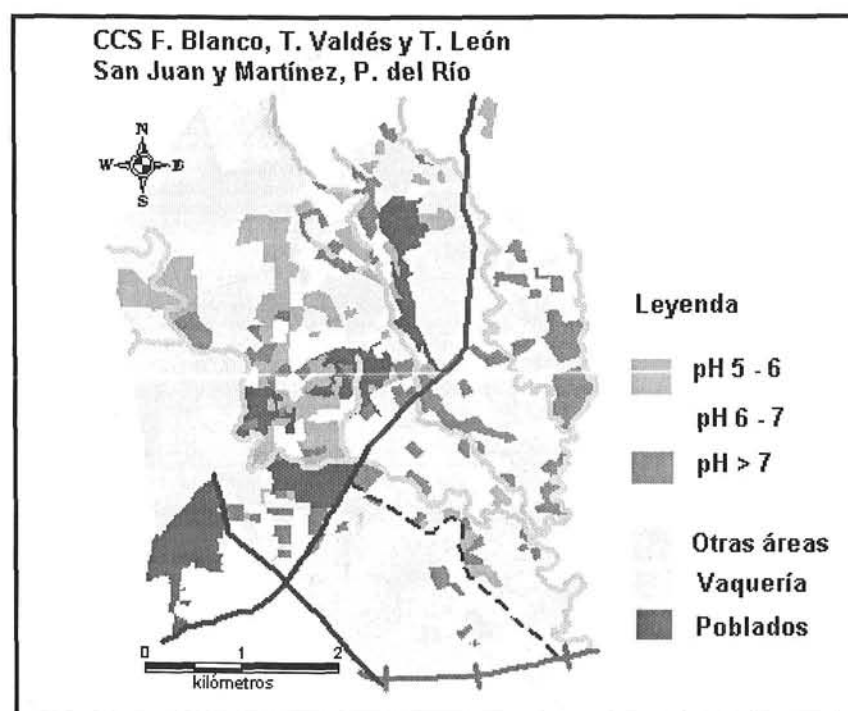 CCS F. Blanco, T. Valdés y T. León
San Juan y Martínez, P. del Río
N
W E
S
Leyenda
pH 5 - 6
pH 6 - 7
pH > 7
Otras áreas
Vaquería
Poblados
0 1 2
kilómetros